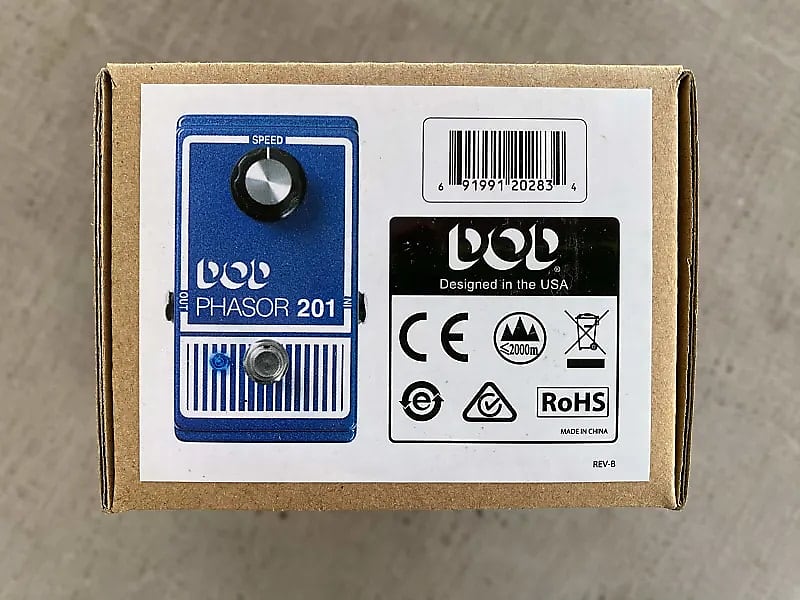 SPEED
DOD
OUT
IN
PHASOR 201
6 91991 20283 4
DOD®
Designed in the USA
CE
≤2000m
e
RoHS
MADE IN CHINA
REV-B